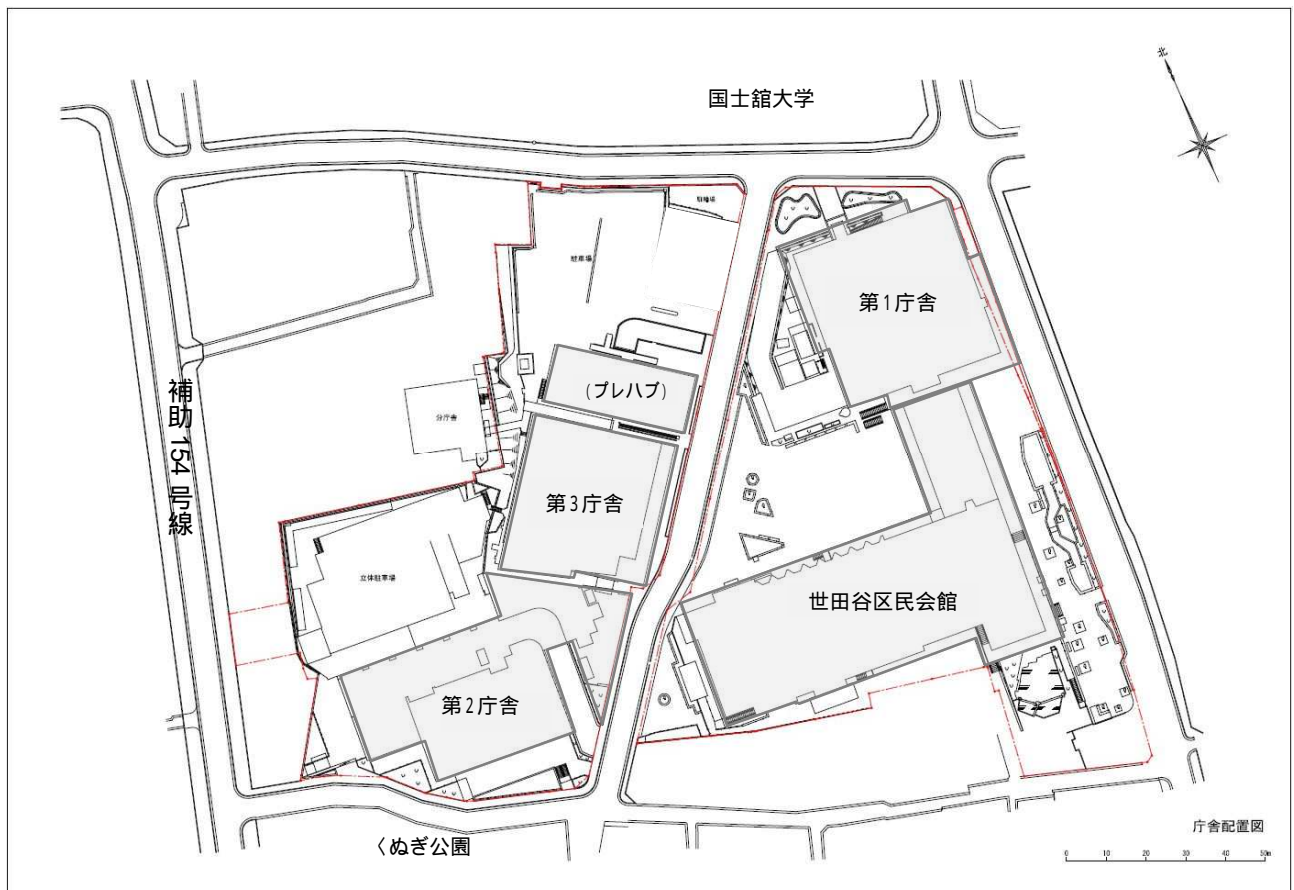 国士舘大学
北
駐輪場
駐車場
第1庁舎
(プレハブ)
補助154号線
分庁舎
第3庁舎
立体駐車場
世田谷区民会館
第2庁舎
くぬぎ公園
庁舎配置図
0 10 20 30 40 50m